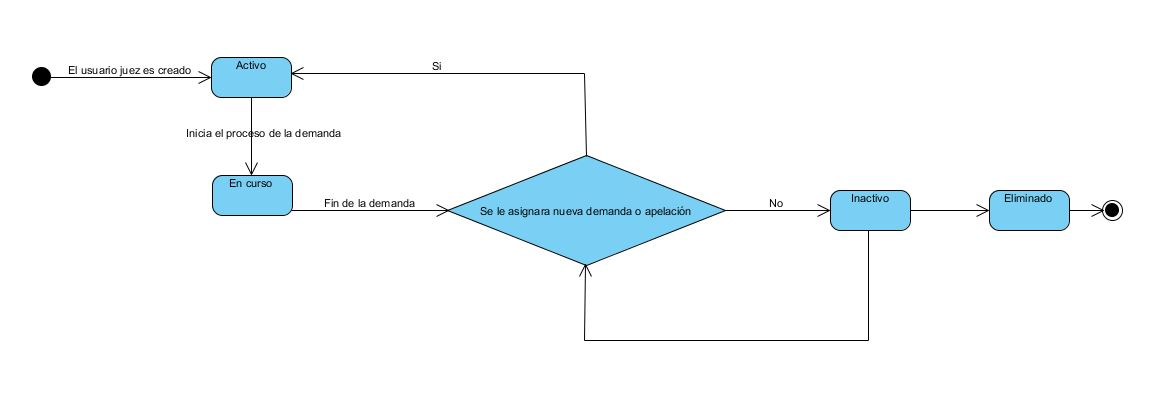 El usuario juez es creado
Activo
Si
Inicia el proceso de la demanda
En curso
Fin de la demanda
Se le asignara nueva demanda o apelación
No
Inactivo
Eliminado